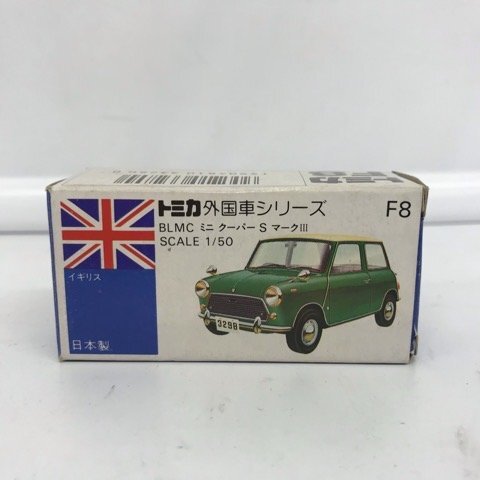 トミカ外国車シリーズ F8
BLMC ミニ クーパー S マークIII
SCALE 1/50
イギリス
3298
日本製